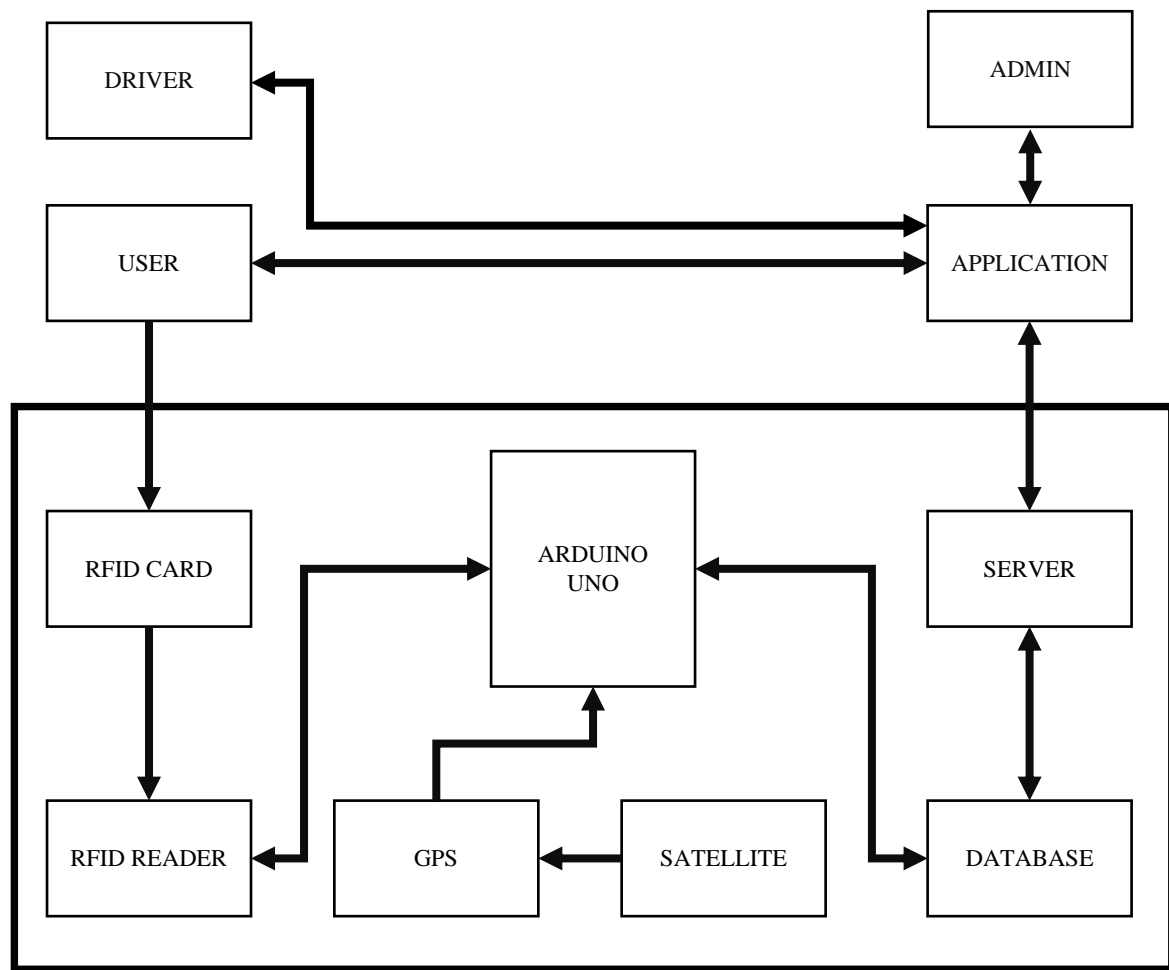 DRIVER
ADMIN
USER
APPLICATION
RFID CARD
ARDUINO
UNO
SERVER
RFID READER
GPS
SATELLITE
DATABASE